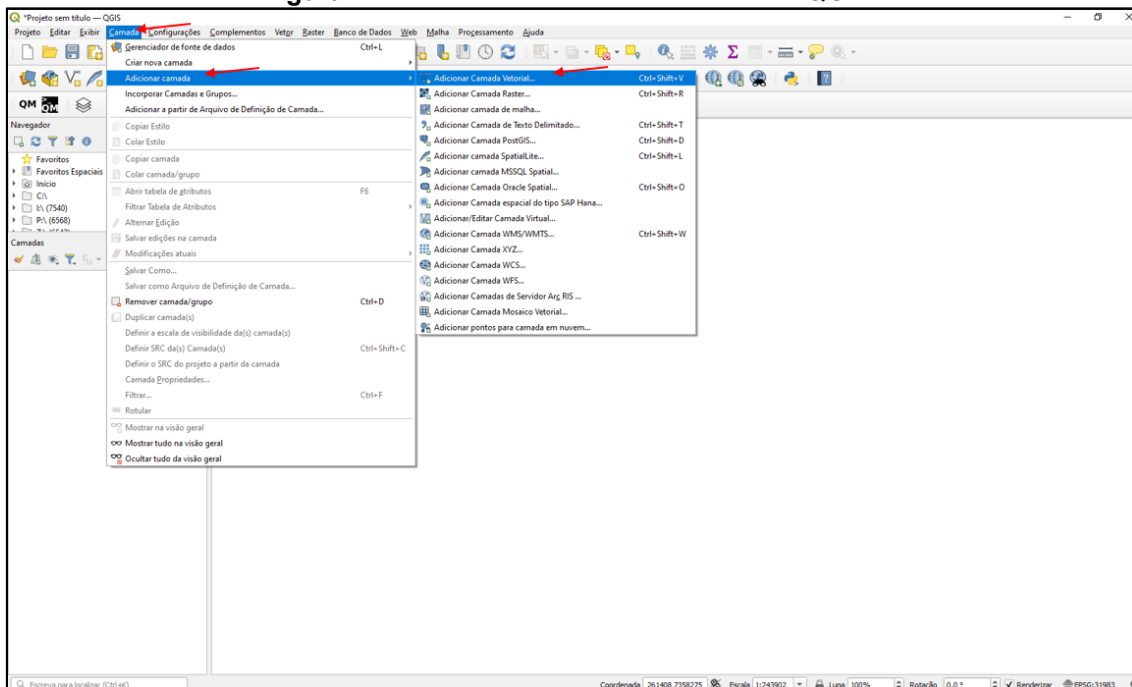 *Projeto sem título — QGIS
Projeto Editar Exibir Camada Configurações Complementos Vetor Raster Banco de Dados Web Malha Processamento Ajuda
Gerenciador de fonte de dados Ctrl+L
Criar nova camada
Adicionar camada
Incorporar Camadas e Grupos...
Adicionar a partir de Arquivo de Definição de Camada...
Copiar Estilo
Colar Estilo
Copiar camada
Colar camada/grupo
Abrir tabela de atributos F6
Filtrar Tabela de Atributos
Alternar Edição
Salvar edições na camada
Modificações atuais
Salvar Como...
Salvar como Arquivo de Definição de Camada...
Remover camada/grupo Ctrl+D
Duplicar camada(s)
Definir a escala de visibilidade da(s) camada(s)
Definir SRC da(s) Camada(s) Ctrl+Shift+C
Definir o SRC do projeto a partir da camada
Camada Propriedades...
Filtrar... Ctrl+F
Rotular
Mostrar na visão geral
Mostrar tudo na visão geral
Ocultar tudo da visão geral
Adicionar Camada Vetorial... Ctrl+Shift+V
Adicionar Camada Raster... Ctrl+Shift+R
Adicionar camada de malha...
Adicionar Camada de Texto Delimitado... Ctrl+Shift+T
Adicionar Camada PostGIS... Ctrl+Shift+D
Adicionar camada SpatiaLite... Ctrl+Shift+L
Adicionar camada MSSQL Spatial...
Adicionar Camada Oracle Spatial... Ctrl+Shift+O
Adicionar Camada espacial do tipo SAP Hana...
Adicionar/Editar Camada Virtual...
Adicionar Camada WMS/WMTS... Ctrl+Shift+W
Adicionar Camada XYZ...
Adicionar Camada WCS...
Adicionar Camada WFS...
Adicionar Camadas de Servidor Arg RIS ...
Adicionar Camada Mosaico Vetorial...
Adicionar pontos para camada em nuvem...
QM
QM
Navegador
Favoritos
Favoritos Espaciais
Início
C:\
I:\ (7540)
P:\ (6568)
Camadas
Escreva para localizar (Ctrl+K)
Coordenada 261408 7358275 Escala 1:243902 Lupa 100% Rotação 0,0 ° Renderizar EPSG:31983